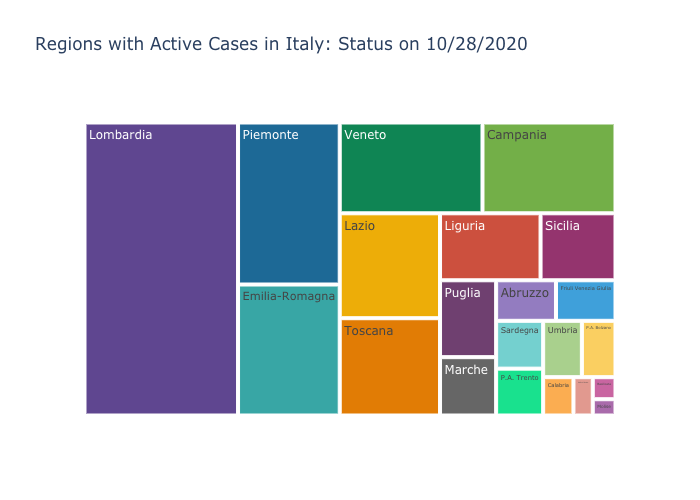 Regions with Active Cases in Italy: Status on 10/28/2020
Lombardia
Piemonte
Veneto
Campania
Lazio
Liguria
Sicilia
Emilia-Romagna
Puglia
Abruzzo
Friuli Venezia Giulia
Toscana
Sardegna
Umbria
P.A. Bolzano
Marche
P.A. Trento
Calabria